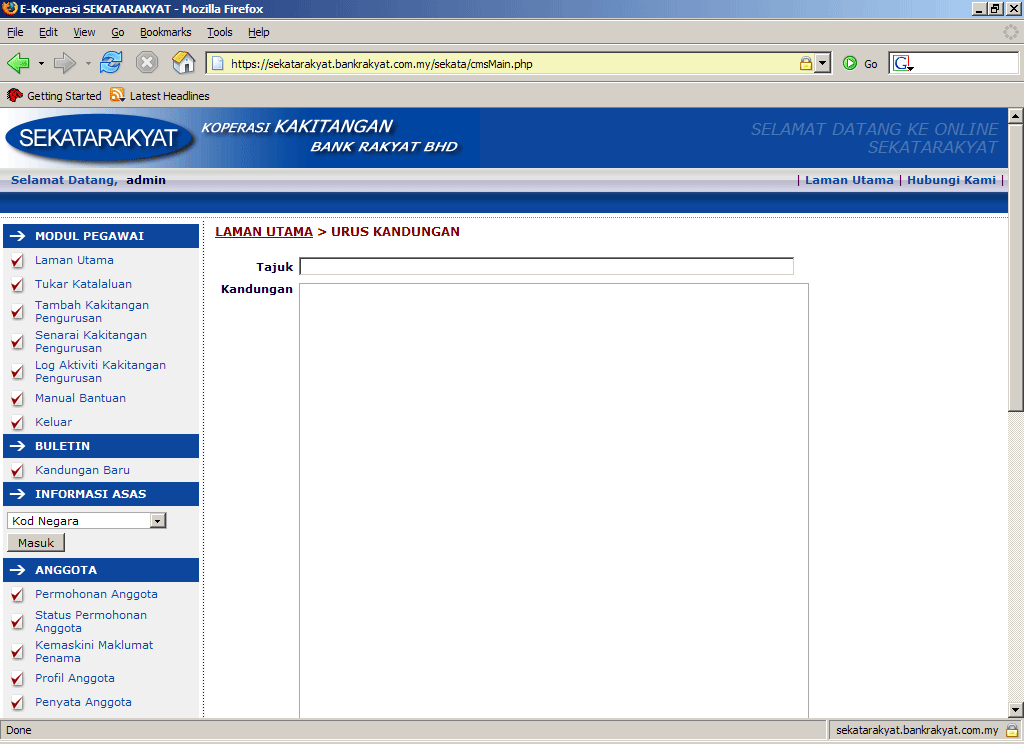 E-Koperasi SEKATARAKYAT - Mozilla Firefox
File Edit View Go Bookmarks Tools Help
https://sekatarakyat.bankrakyat.com.my/sekata/cmsMain.php Go G
Getting Started Latest Headlines
SEKATARAKYAT
KOPERASI KAKITANGAN
BANK RAKYAT BHD
SELAMAT DATANG KE ONLINE
SEKATARAKYAT
Selamat Datang, admin
| Laman Utama | Hubungi Kami |
MODUL PEGAWAI
Laman Utama
Tukar Katalaluan
Tambah Kakitangan
Pengurusan
Senarai Kakitangan
Pengurusan
Log Aktiviti Kakitangan
Pengurusan
Manual Bantuan
Keluar
BULETIN
Kandungan Baru
INFORMASI ASAS
Kod Negara
Masuk
ANGGOTA
Permohonan Anggota
Status Permohonan
Anggota
Kemaskini Maklumat
Penama
Profil Anggota
Penyata Anggota
LAMAN UTAMA > URUS KANDUNGAN
Tajuk
Kandungan
Done
sekatarakyat.bankrakyat.com.my